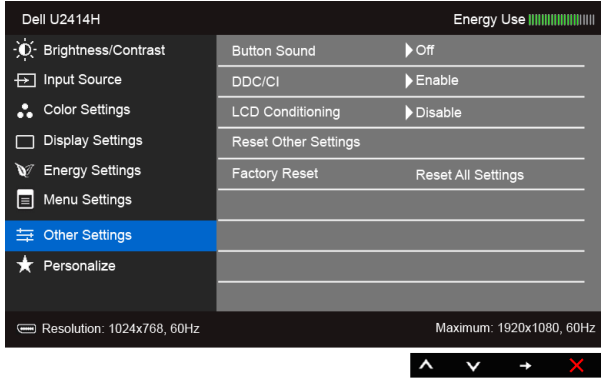 Dell U2414H Energy Use
Brightness/Contrast Button Sound Off
Input Source DDC/CI Enable
Color Settings LCD Conditioning Disable
Display Settings Reset Other Settings
Energy Settings Factory Reset Reset All Settings
Menu Settings
Other Settings
Personalize
Resolution: 1024x768, 60Hz Maximum: 1920x1080, 60Hz